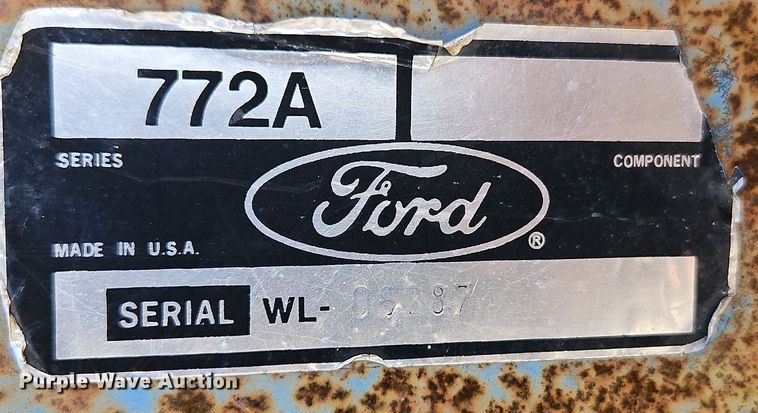 772A
SERIES COMPONENT
Ford ®
MADE IN U.S.A.
SERIAL WL-
Purple Wave Auction